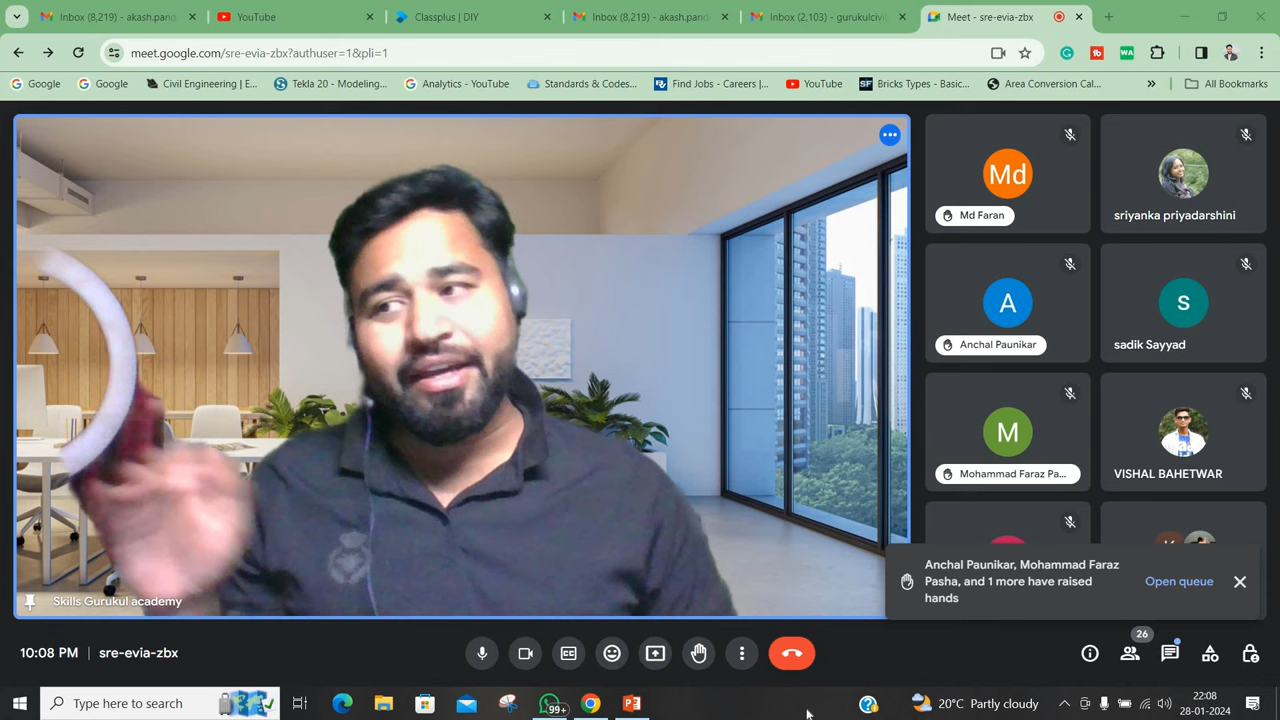 Inbox (8,219) - akash.pand
YouTube
Classplus | DIY
Inbox (8,219) - akash.pand
Inbox (2,103) - gurukulcivil
Meet - sre-evia-zbx
meet.google.com/sre-evia-zbx?authuser=1&pli=1
Google
Google
Civil Engineering | E...
Tekla 20 - Modeling...
Analytics - YouTube
Standards & Codes...
Find Jobs - Careers |...
YouTube
Bricks Types - Basic...
Area Conversion Cal...
All Bookmarks
Md
Md Faran
sriyanka priyadarshini
A
Anchal Paunikar
s
sadik Sayyad
M
Mohammad Faraz Pa...
VISHAL BAHETWAR
Anchal Paunikar, Mohammad Faraz
Pasha, and 1 more have raised
hands
Open queue
Skills Gurukul academy
10:08 PM | sre-evia-zbx
26
Type here to search
99+
20°C Partly cloudy
22:08
28-01-2024